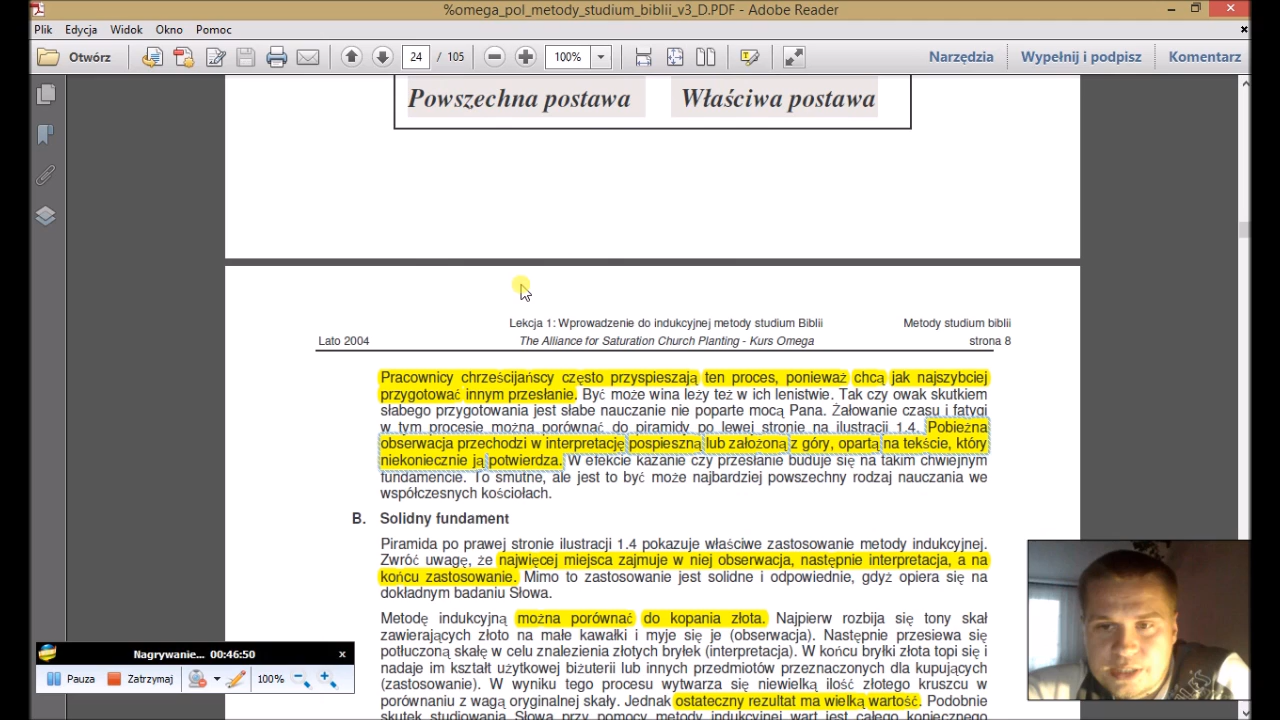 %omega_pol_metody_studium_biblii_v3_D.PDF - Adobe Reader
Plik Edycja Widok Okno Pomoc
Otwórz 24 / 105 100% Narzędzia Wypełnij i podpisz Komentarz
Powszechna postawa Właściwa postawa
Lekcja 1: Wprowadzenie do indukcyjnej metody studium Biblii Metody studium biblii
Lato 2004 The Alliance for Saturation Church Planting - Kurs Omega strona 8
Pracownicy chrześcijańscy często przyspieszają ten proces, ponieważ chcą jak najszybciej
przygotować innym przesłanie. Być może wina leży też w ich lenistwie. Tak czy owak skutkiem
słabego przygotowania jest słabe nauczanie nie poparte mocą Pana. Żałowanie czasu i fatygi
w tym procesie można porównać do piramidy po lewej stronie na ilustracji 1.4. Pobieżna
obserwacja przechodzi w interpretację pospieszną lub założoną z góry, opartą na tekście, który
niekoniecznie ją potwierdza. W efekcie kazanie czy przesłanie buduje się na takim chwiejnym
fundamencie. To smutne, ale jest to być może najbardziej powszechny rodzaj nauczania we
współczesnych kościołach.
B. Solidny fundament
Piramida po prawej stronie ilustracji 1.4 pokazuje właściwe zastosowanie metody indukcyjnej.
Zwróć uwagę, że najwięcej miejsca zajmuje w niej obserwacja, następnie interpretacja, a na
końcu zastosowanie. Mimo to zastosowanie jest solidne i odpowiednie, gdyż opiera się na
dokładnym badaniu Słowa.
Metodę indukcyjną można porównać do kopania złota. Najpierw rozbija się tony skał
zawierających złoto na małe kawałki i myje się je (obserwacja). Następnie przesiewa się
potłuczoną skałę w celu znalezienia złotych bryłek (interpretacja). W końcu bryłki złota topi się i
nadaje im kształt użytkowej biżuterii lub innych przedmiotów przeznaczonych dla kupujących
(zastosowanie). W wyniku tego procesu wytwarza się niewielką ilość złotego kruszcu w
porównaniu z wagą oryginalnej skały. Jednak ostateczny rezultat ma wielką wartość. Podobnie
skutek studiowania Słowa przy pomocy metody indukcyjnej wart jest całego koniecznego
Nagrywanie... 00:46:50
Pauza Zatrzymaj 100%